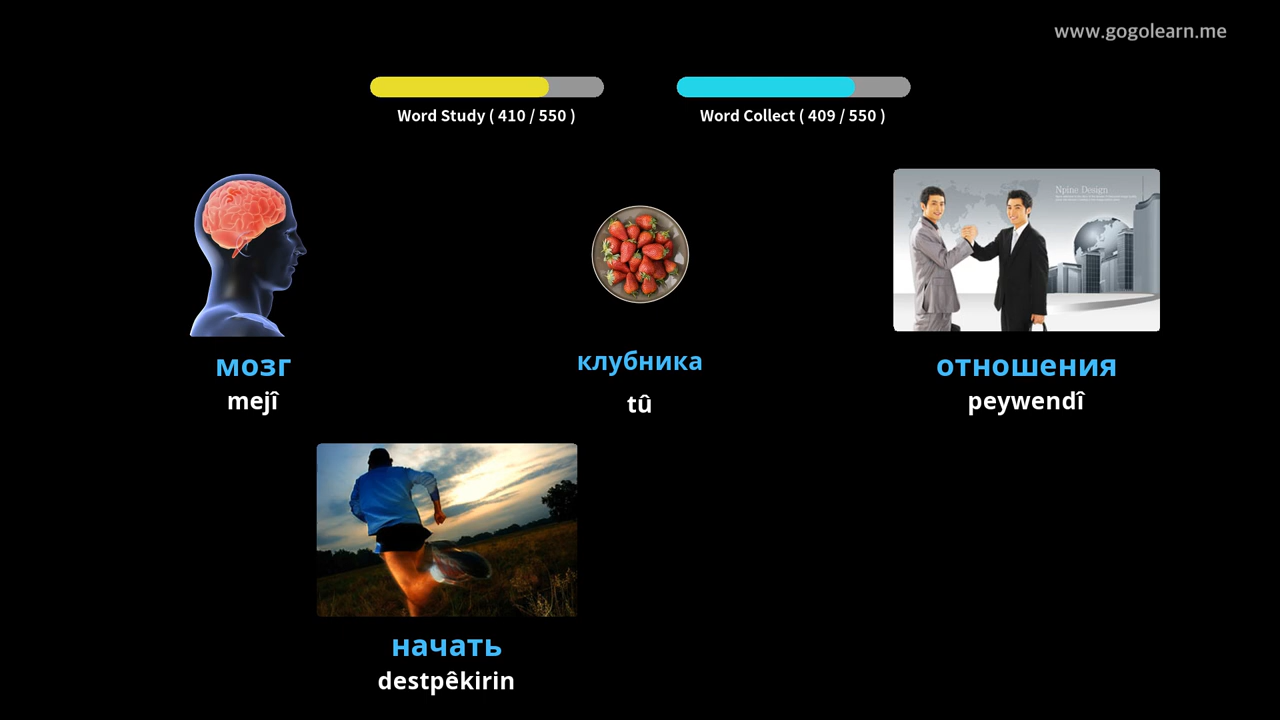 www.gogolearn.me
Word Study ( 410 / 550 )
Word Collect ( 409 / 550 )
Npine Design
мозг
mejî
клубника
tû
отношения
peywendî
начать
destpêkirin